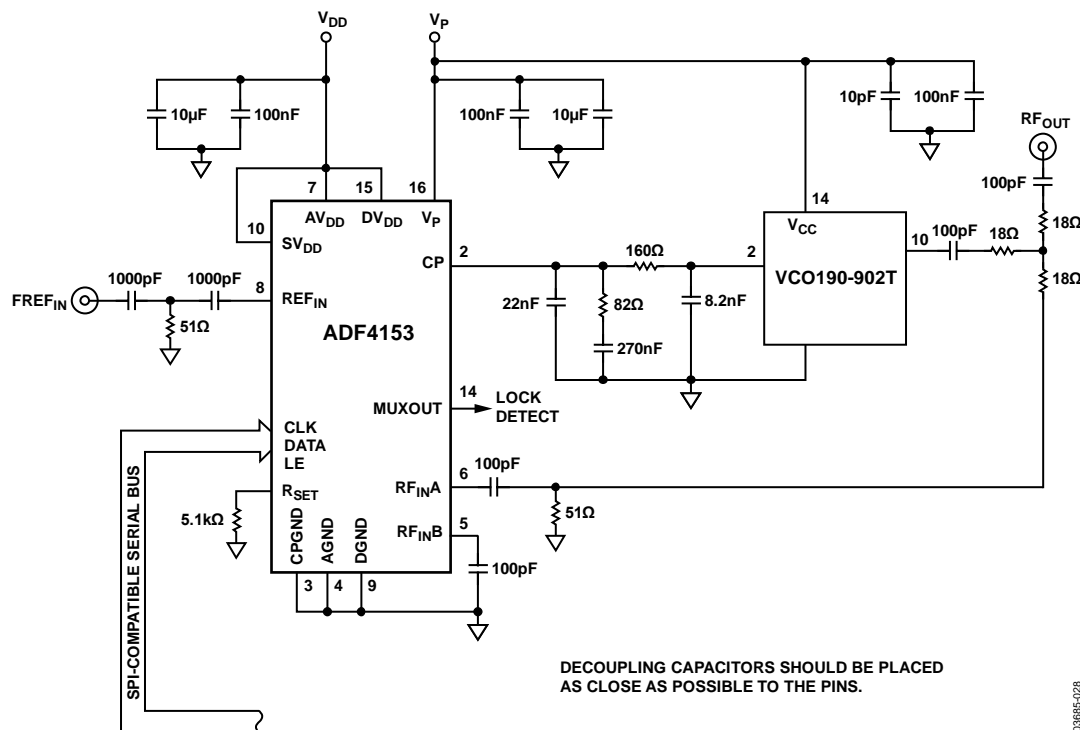 VDD
VP
10µF
100nF
100nF
10µF
10pF
100nF
RFOUT
100pF
18Ω
7
15
16
14
AVDD
DVDD
VP
VCC
10
SVDD
CP
2
160Ω
2
10
100pF
18Ω
18Ω
VCO190-902T
FREFIN
1000pF
1000pF
8
REFIN
51Ω
22nF
82Ω
8.2nF
270nF
ADF4153
MUXOUT
14
LOCK
DETECT
CLK
DATA
LE
RSET
5.1kΩ
6
100pF
RFINA
51Ω
RFINB
5
100pF
CPGND
AGND
DGND
3
4
9
SPI-COMPATIBLE SERIAL BUS
DECOUPLING CAPACITORS SHOULD BE PLACED
AS CLOSE AS POSSIBLE TO THE PINS.
03685-028